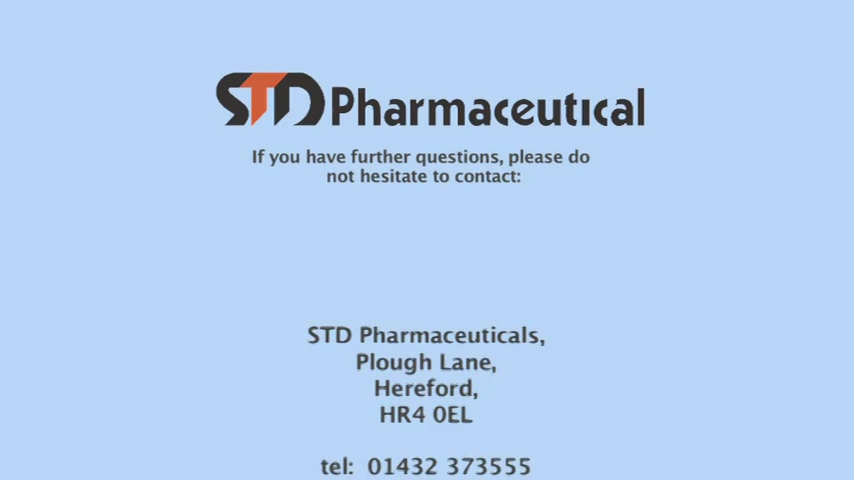 STD Pharmaceutical
If you have further questions, please do
not hesitate to contact:
STD Pharmaceuticals,
Plough Lane,
Hereford,
HR4 0EL
tel: 01432 373555